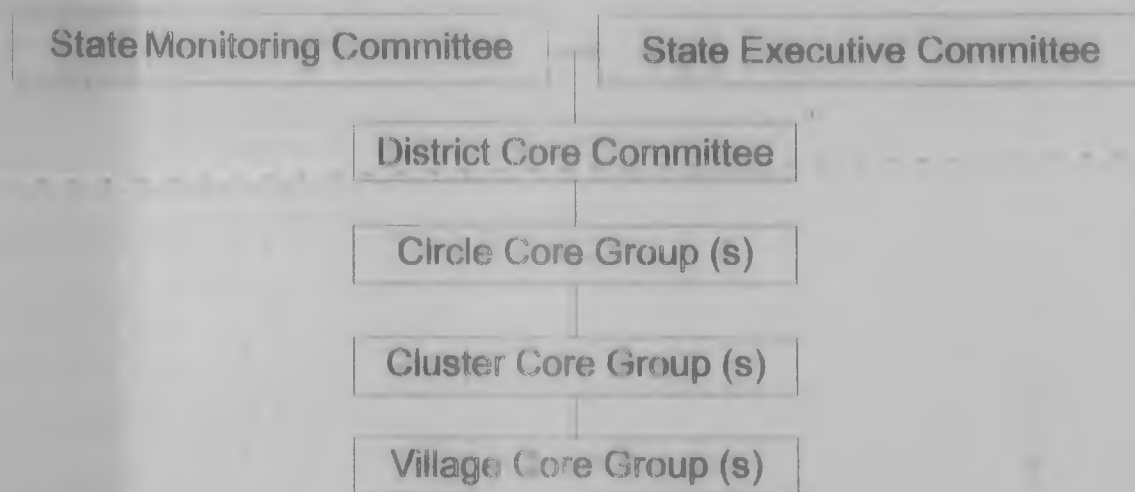 State Monitoring Committee
State Executive Committee
District Core Committee
Circle Core Group (s)
Cluster Core Group (s)
Village Core Group (s)